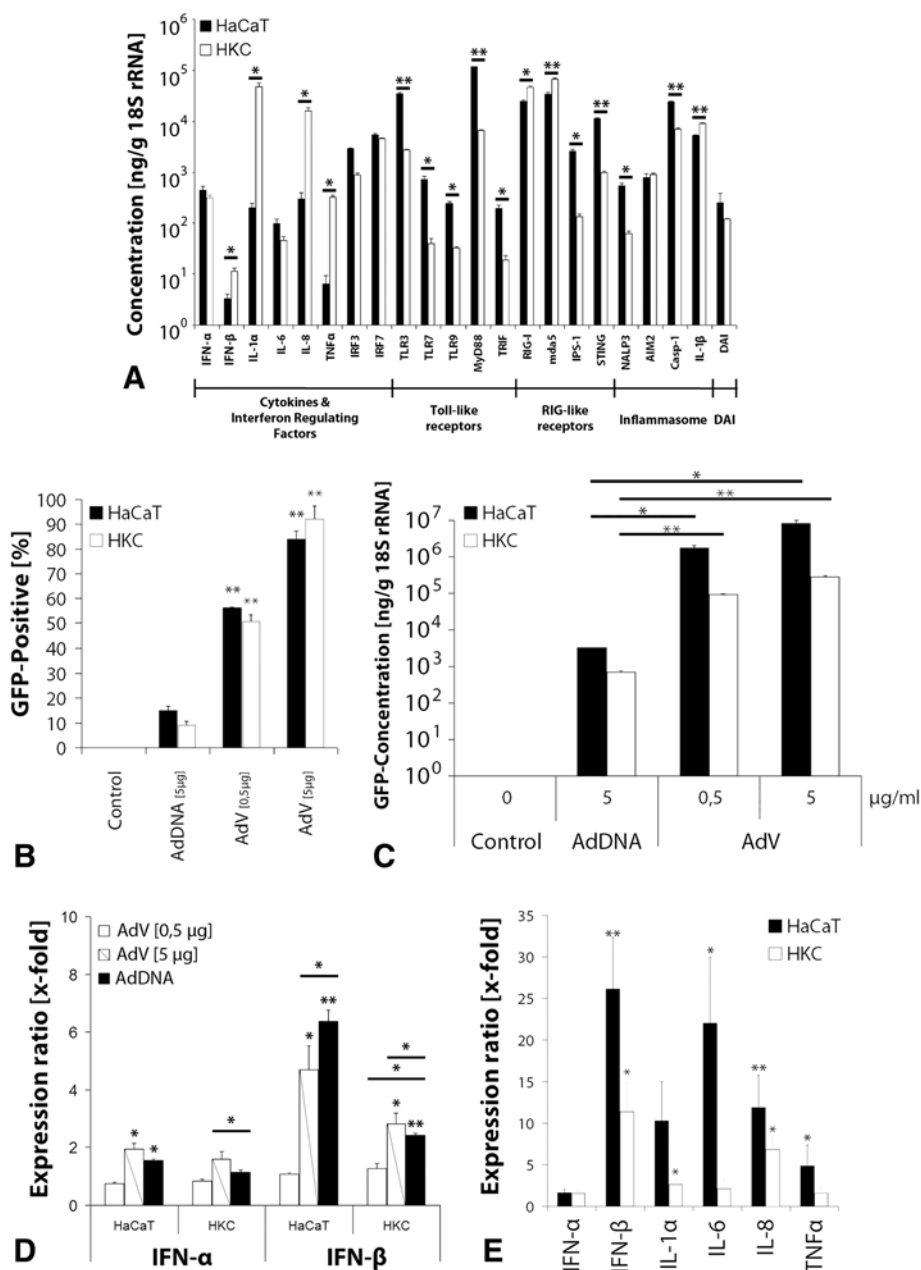 HaCaT
HKC
Concentration [ng/g 18S rRNA]
10^6
10^5
10^4
10^3
10^2
10^1
10^0
* * * * ** * * ** * * ** * ** * ** **
IFN-α IFN-β IL-1α IL-6 IL-8 TNFα IRF3 IRF7 TLR3 TLR7 TLR9 MyD88 TRIF RIG-I mda5 IPS-1 STING NALP3 AIM2 Casp-1 IL-1β DAI
A
Cytokines &
Interferon Regulating
Factors
Toll-like
receptors
RIG-like
receptors
Inflammasome
DAI
GFP-Positive [%]
100
90
80
70
60
50
40
30
20
10
0
HaCaT
HKC
** ** ** **
Control
AdDNA [5µg]
AdV [0,5µg]
AdV [5µg]
B
GFP-Concentration [ng/g 18S rRNA]
HaCaT
HKC
*
**
*
**
10^7
10^6
10^5
10^4
10^3
10^2
10^1
10^0
0 5 0,5 5 µg/ml
Control AdDNA AdV
C
Expression ratio [x-fold]
10
8
6
4
2
0
AdV [0,5 µg]
AdV [5 µg]
AdDNA
* * * * * ** * * * **
HaCaT HKC HaCaT HKC
IFN-α IFN-β
D
Expression ratio [x-fold]
35
30
25
20
15
10
5
0
HaCaT
HKC
** * * * ** * *
IFN-α IFN-β IL-1α IL-6 IL-8 TNFα
E